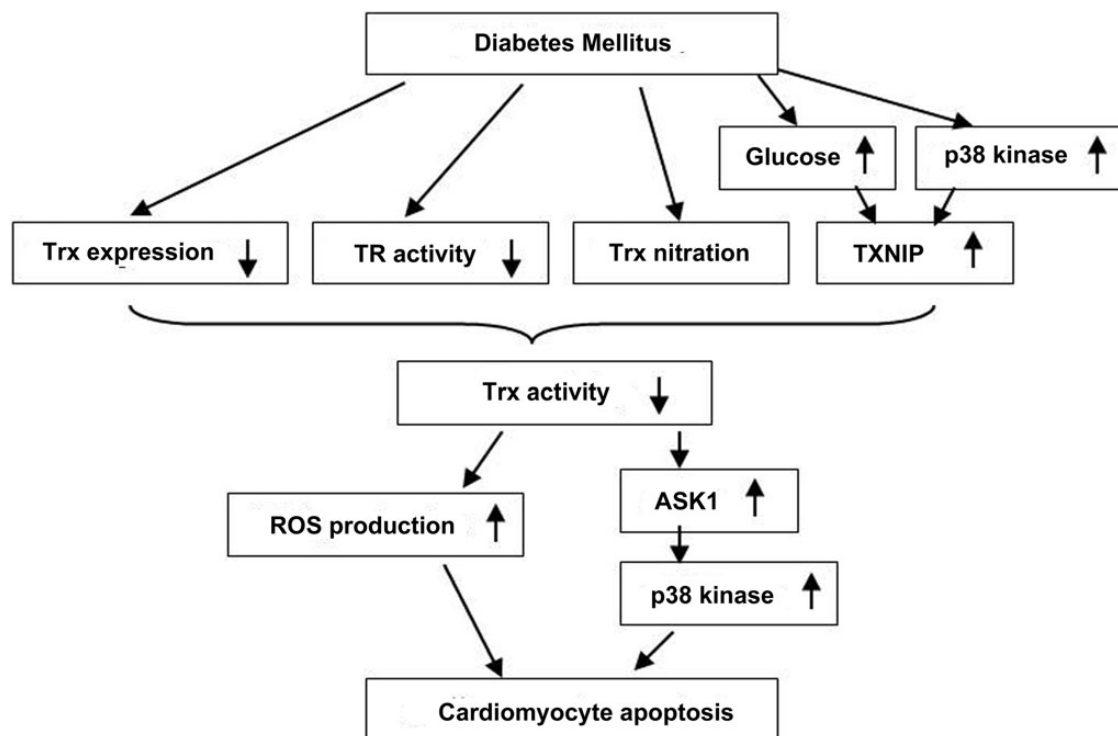 Diabetes Mellitus
Glucose
p38 kinase
Trx expression
TR activity
Trx nitration
TXNIP
Trx activity
ROS production
ASK1
p38 kinase
Cardiomyocyte apoptosis